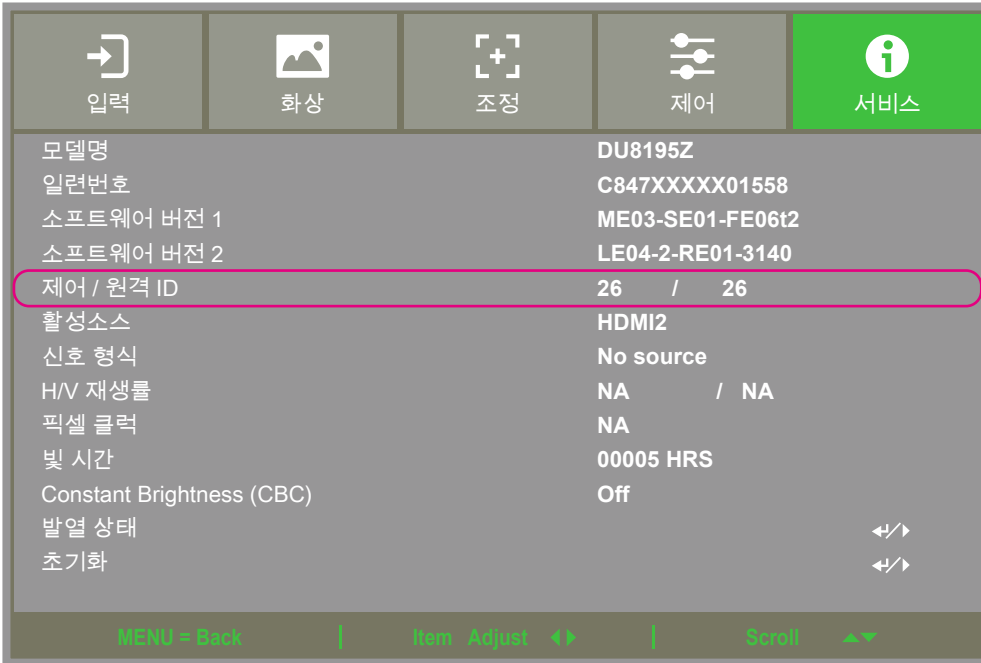 입력 화상 조정 제어 서비스
모델명 DU8195Z
일련번호 C847XXXXX01558
소프트웨어 버전 1 ME03-SE01-FE06t2
소프트웨어 버전 2 LE04-2-RE01-3140
제어 / 원격 ID 26 / 26
활성소스 HDMI2
신호 형식 No source
H/V 재생률 NA / NA
픽셀 클럭 NA
빛 시간 00005 HRS
Constant Brightness (CBC) Off
발열 상태
초기화
MENU = Back | Item Adjust | Scroll